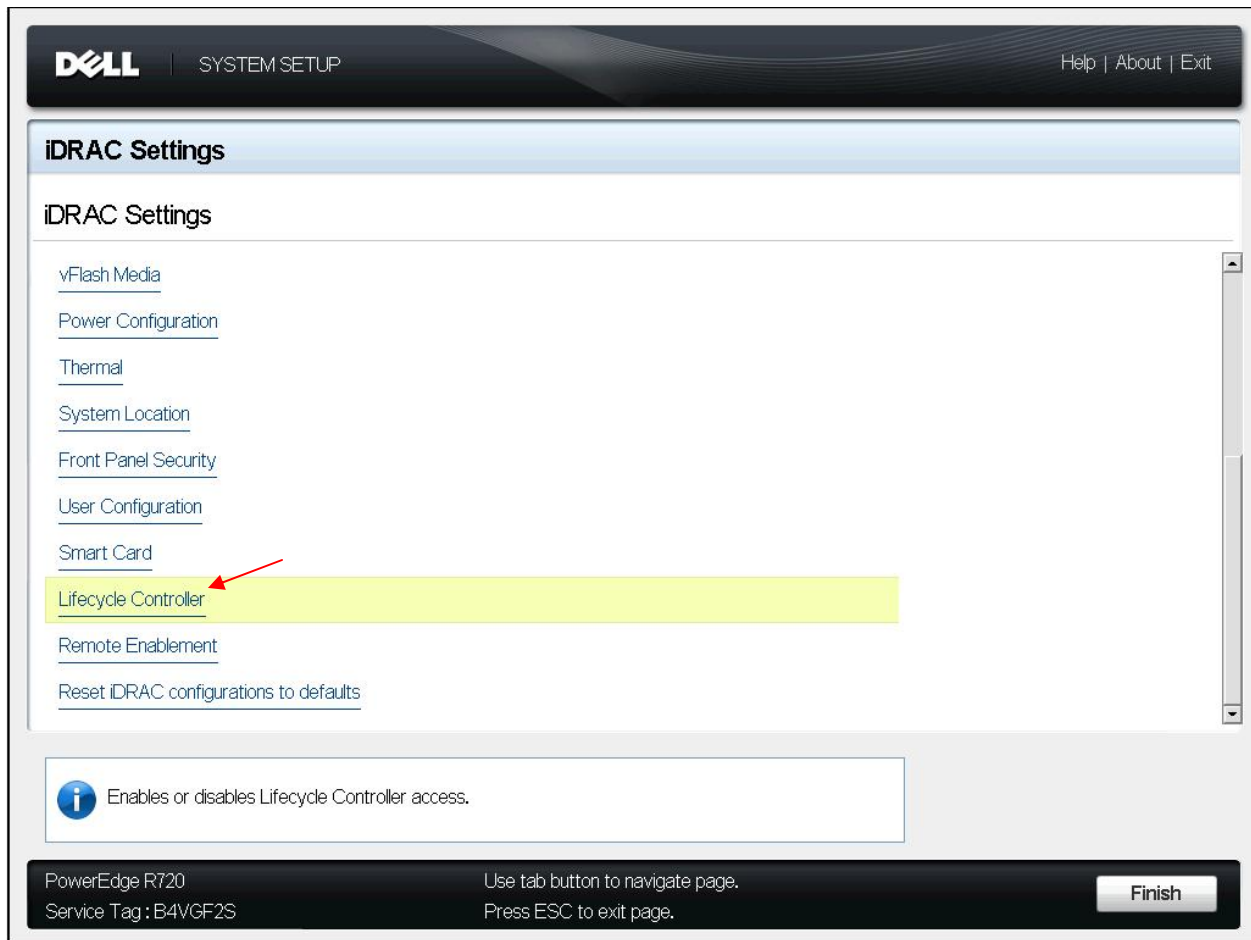 DELL SYSTEM SETUP Help | About | Exit
iDRAC Settings
iDRAC Settings
vFlash Media
Power Configuration
Thermal
System Location
Front Panel Security
User Configuration
Smart Card
Lifecycle Controller
Remote Enablement
Reset iDRAC configurations to defaults
Enables or disables Lifecycle Controller access.
PowerEdge R720
Service Tag : B4VGF2S
Use tab button to navigate page.
Press ESC to exit page.
Finish